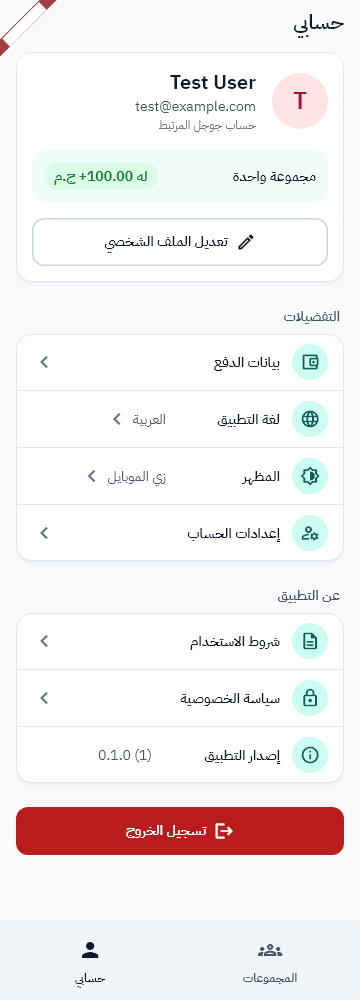 حسابي
T
Test User
test@example.com
حساب جوجل المرتبط
مجموعة واحدة
له 100.00+ ج.م
تعديل الملف الشخصي
التفضيلات
بيانات الدفع
لغة التطبيق
العربية
المظهر
زي الموبايل
إعدادات الحساب
عن التطبيق
شروط الاستخدام
سياسة الخصوصية
إصدار التطبيق
0.1.0 (1)
تسجيل الخروج
المجموعات
حسابي